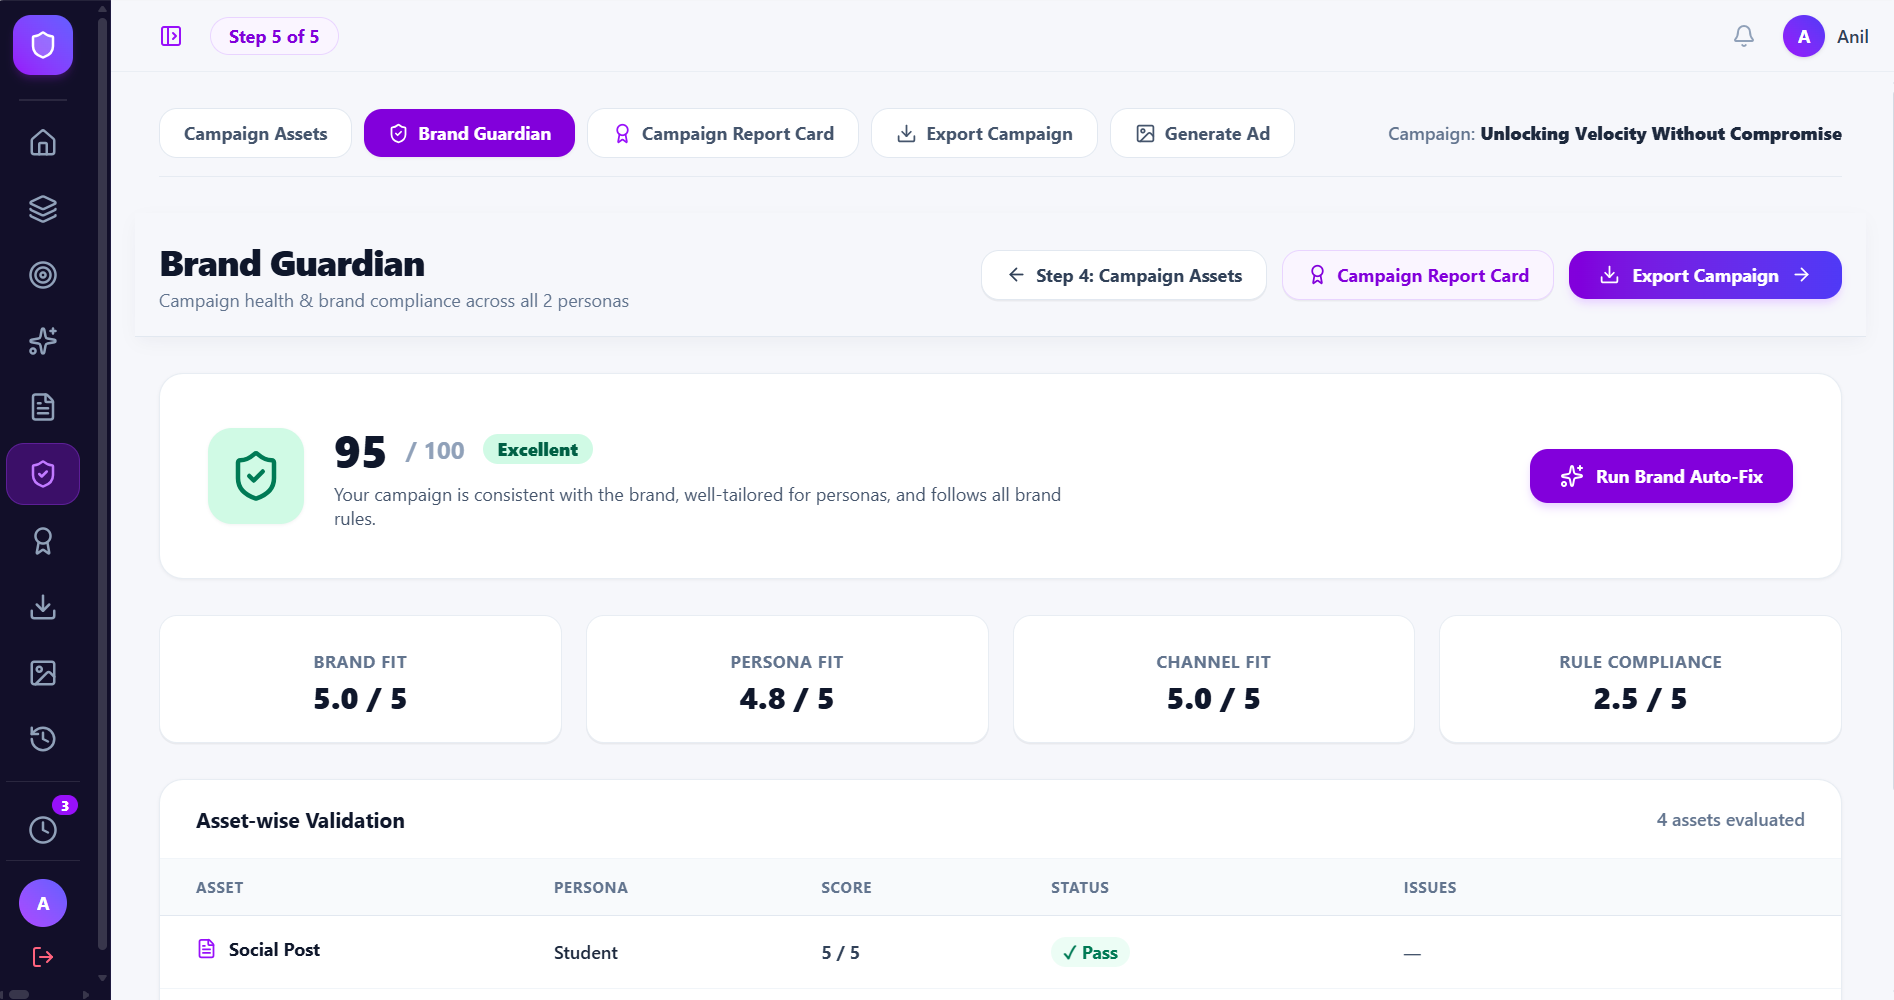 Step 5 of 5
A
Anil
Campaign Assets
Brand Guardian
Campaign Report Card
Export Campaign
Generate Ad
Campaign: Unlocking Velocity Without Compromise
Brand Guardian
Campaign health & brand compliance across all 2 personas
Step 4: Campaign Assets
Campaign Report Card
Export Campaign
95 / 100
Excellent
Your campaign is consistent with the brand, well-tailored for personas, and follows all brand
rules.
Run Brand Auto-Fix
BRAND FIT
5.0 / 5
PERSONA FIT
4.8 / 5
CHANNEL FIT
5.0 / 5
RULE COMPLIANCE
2.5 / 5
Asset-wise Validation
4 assets evaluated
ASSET PERSONA SCORE STATUS ISSUES
Social Post Student 5 / 5 ✓ Pass —
3
A